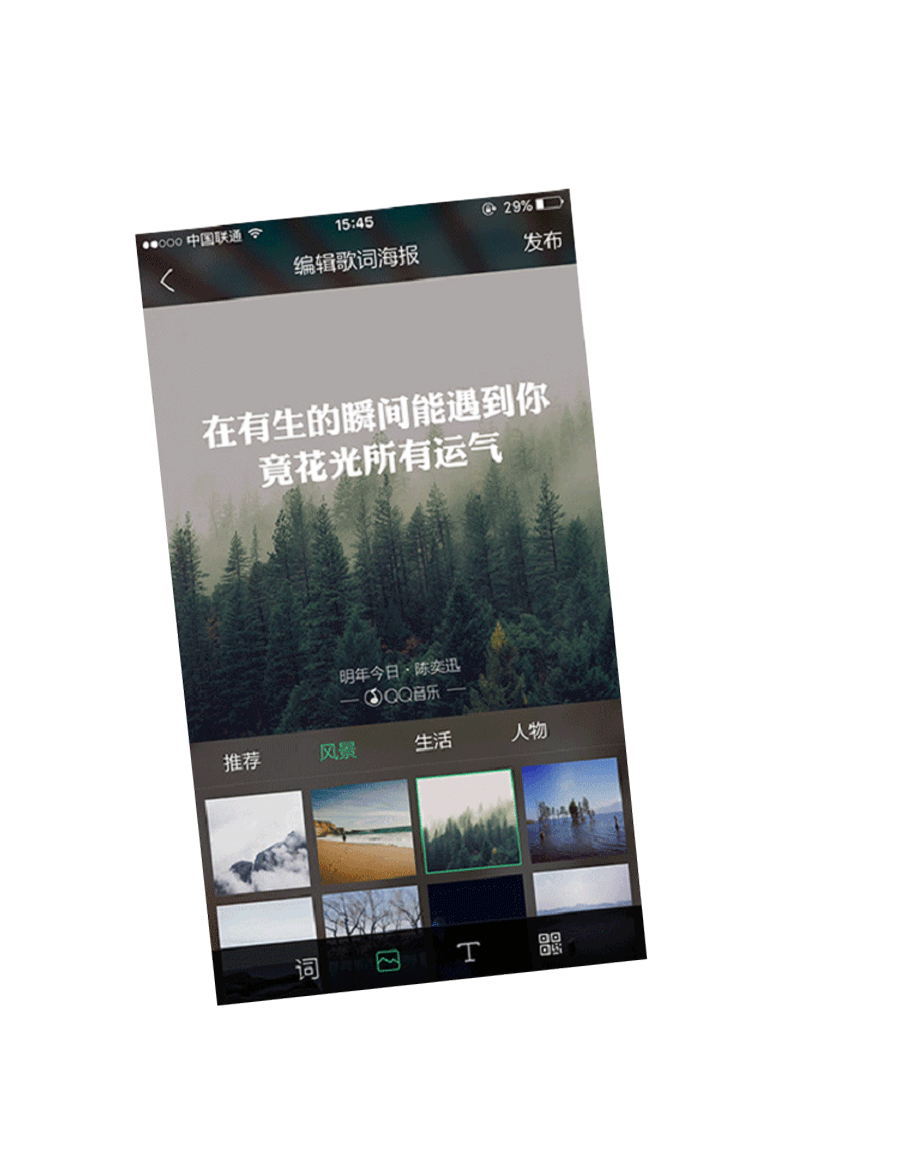 中国联通 15:45 29%
编辑歌词海报 发布
在有生的瞬间能遇到你
竟花光所有运气
明年今日·陈奕迅
QQ音乐
推荐 风景 生活 人物
词 T